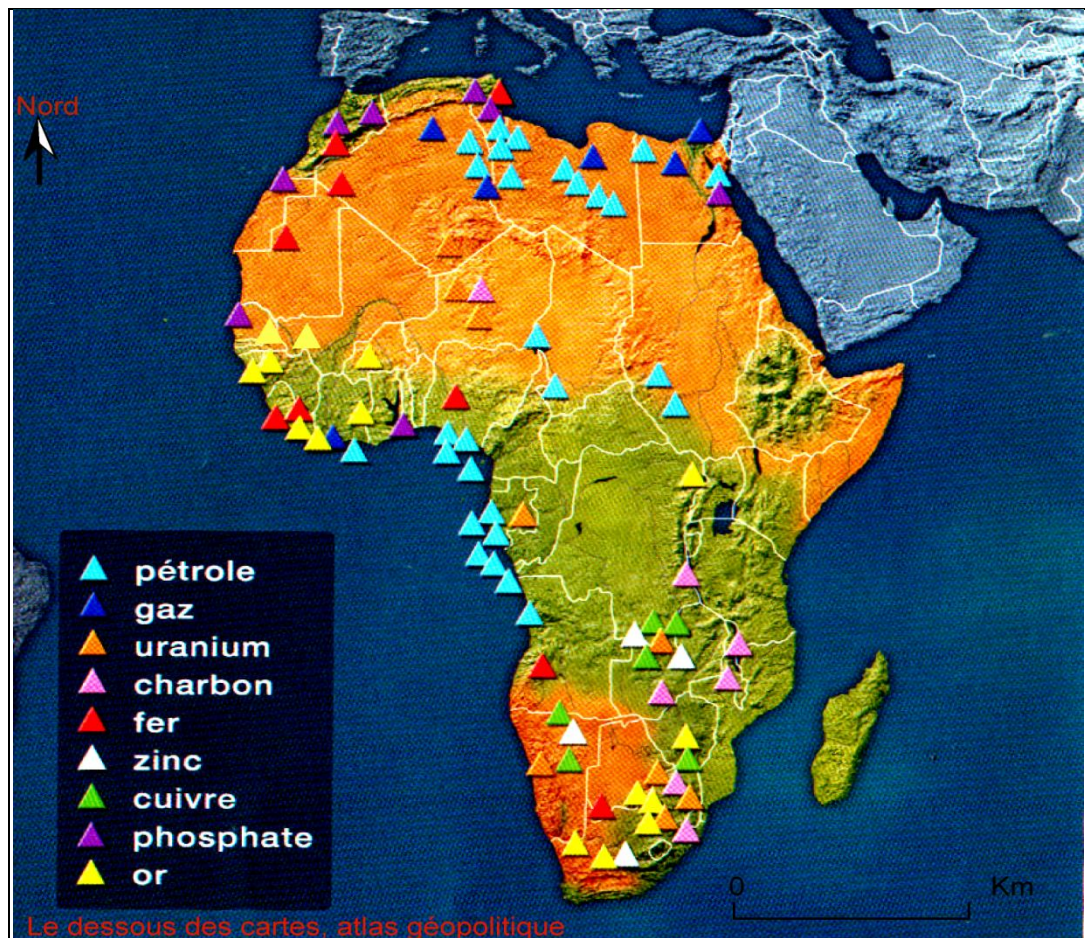 Nord
pétrole
gaz
uranium
charbon
fer
zinc
cuivre
phosphate
or
0 Km
Le dessous des cartes, atlas géopolitique